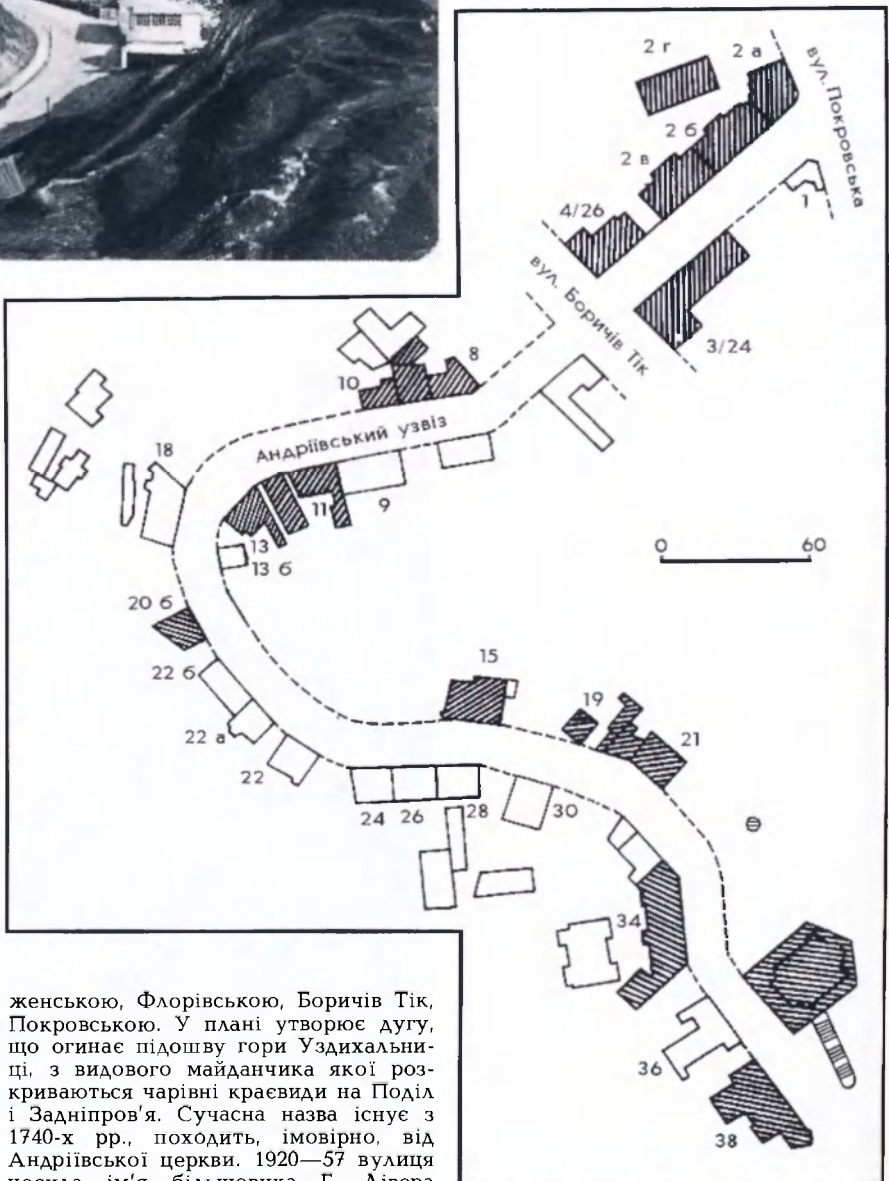 2 г
2 а
вул. Покровська
2 б
2 в
1
4/26
вул. Боричів Тік
3/24
8
10
Андріївський узвіз
18
11
9
13
13 б
0 60
20 б
15
22 б
19
21
22 а
22
24
26
28
30
34
36
38
женською, Флорівською, Боричів Тік,
Покровською. У плані утворює дугу,
що огинає підошву гори Уздихальни-
ці, з видового майданчика якої роз-
криваються чарівні краєвиди на Поділ
і Задніпров'я. Сучасна назва існує з
1740-х рр., походить, імовірно, від
Андріївської церкви. 1920—57 вулиця
носила ім'я більшовика Г. Лівера